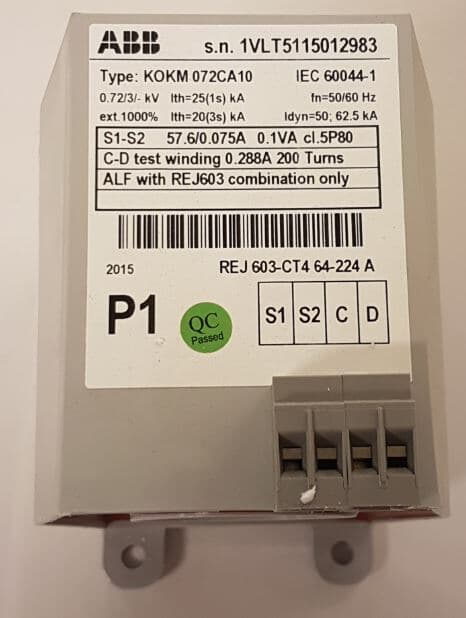 ABB s.n. 1VLT5115012983
Type: KOKM 072CA10 IEC 60044-1
0.72/3/- kV Ith=25(1s) kA fn=50/60 Hz
ext.1000% Ith=20(3s) kA Idyn=50; 62.5 kA
S1-S2 57.6/0.075A 0.1VA cl.5P80
C-D test winding 0.288A 200 Turns
ALF with REJ603 combination only
2015 REJ 603-CT4 64-224 A
P1 QC Passed S1 S2 C D